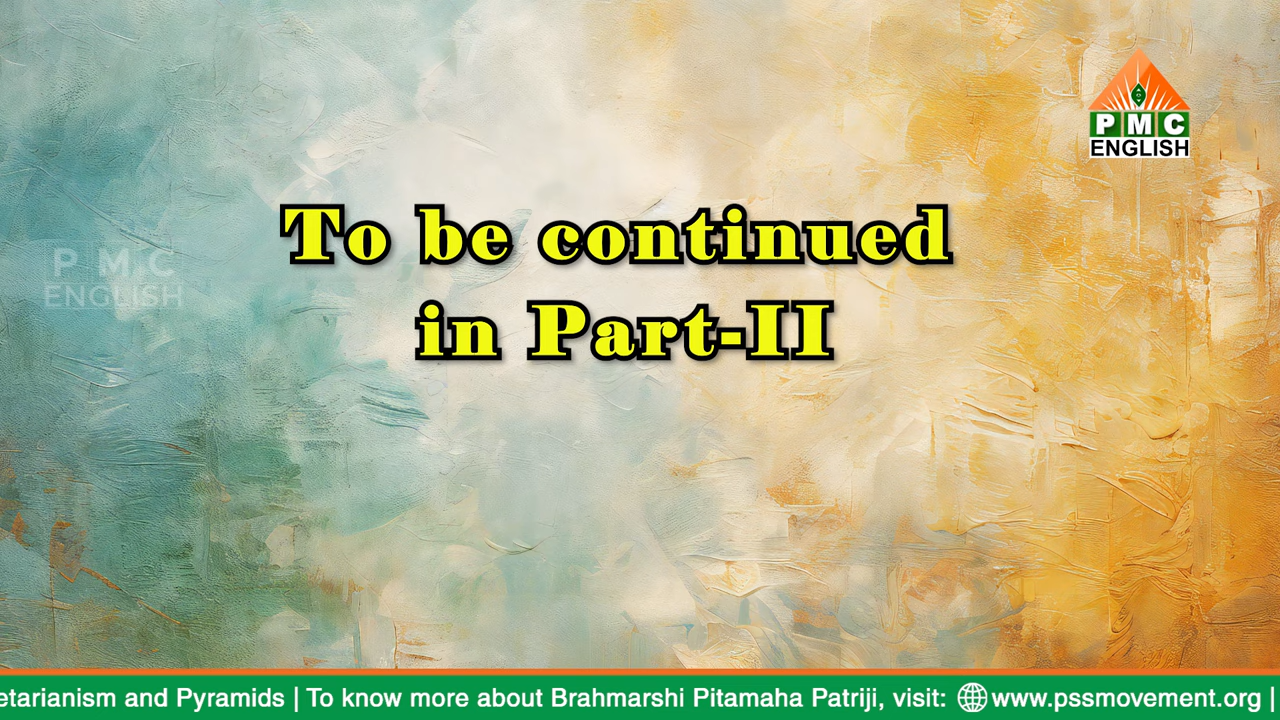 P M C
ENGLISH
To be continued
in Part-II
P M C
ENGLISH
etarianism and Pyramids | To know more about Brahmarshi Pitamaha Patriji, visit: www.pssmovement.org |